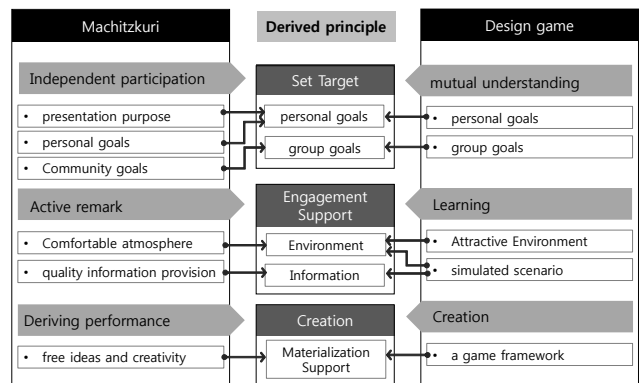 Machitzkuri
Independent participation
• presentation purpose
• personal goals
• Community goals
Active remark
• Comfortable atmosphere
• quality information provision
Deriving performance
• free ideas and creativity
Derived principle
Set Target
personal goals
group goals
Engagement
Support
Environment
Information
Creation
Materialization
Support
Design game
mutual understanding
• personal goals
• group goals
Learning
• Attractive Environment
• simulated scenario
Creation
• a game framework